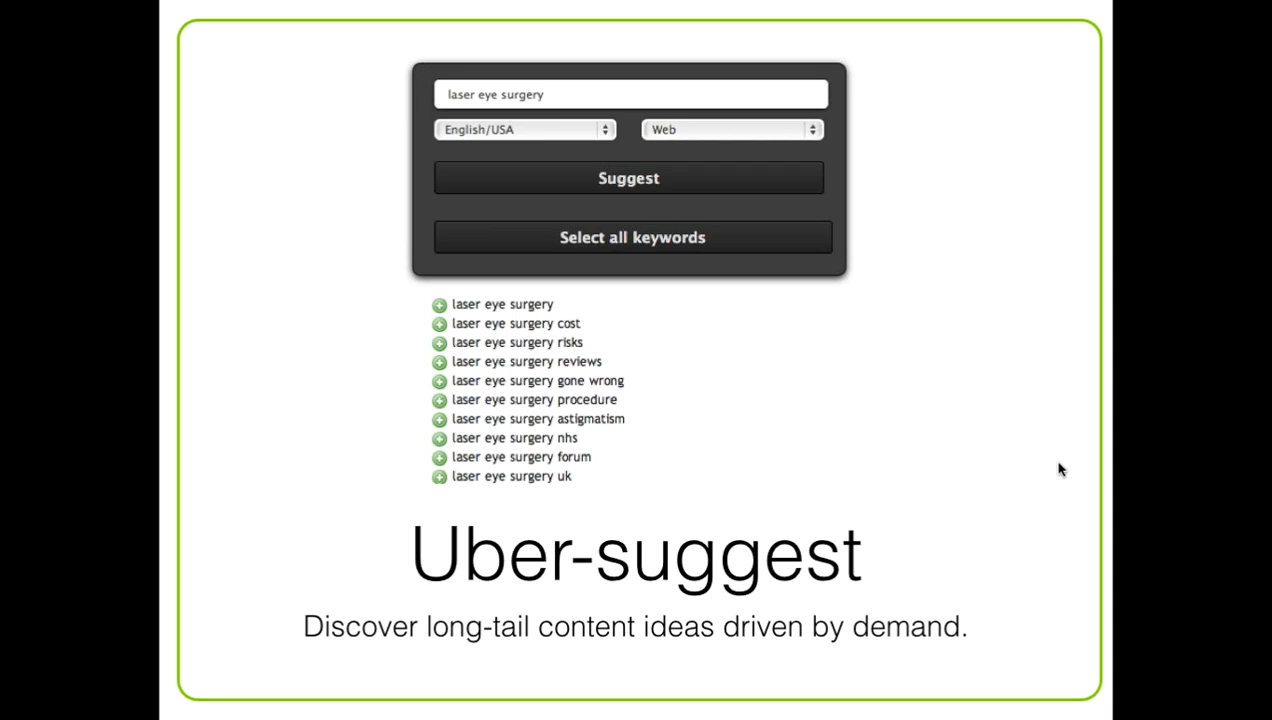 laser eye surgery
English/USA Web
Suggest
Select all keywords
laser eye surgery
laser eye surgery cost
laser eye surgery risks
laser eye surgery reviews
laser eye surgery gone wrong
laser eye surgery procedure
laser eye surgery astigmatism
laser eye surgery nhs
laser eye surgery forum
laser eye surgery uk
Uber-suggest
Discover long-tail content ideas driven by demand.